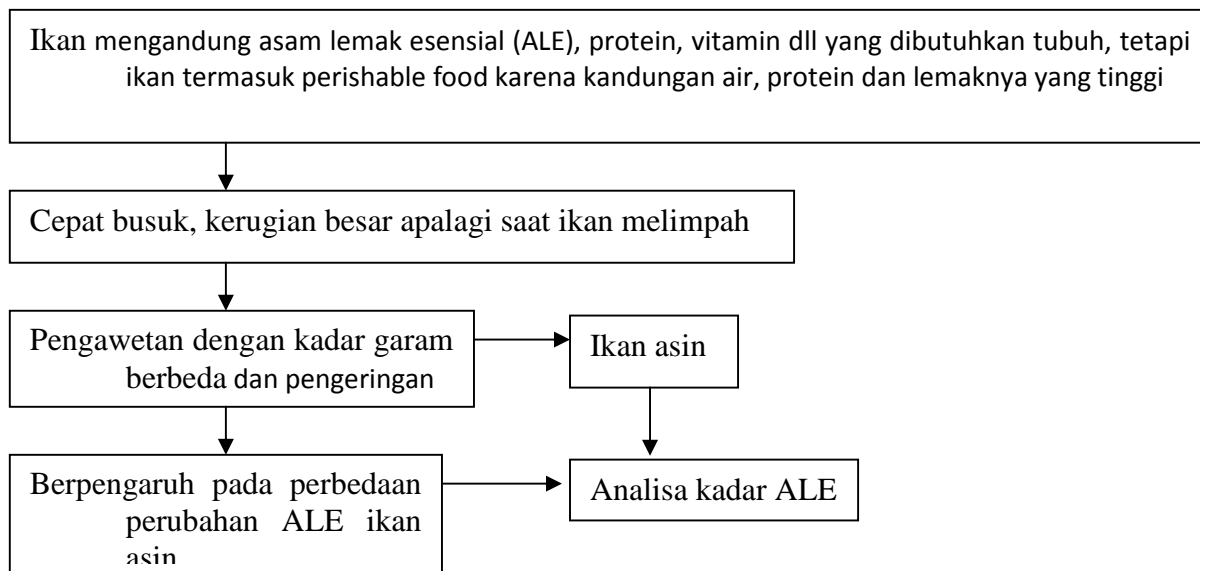 Ikan mengandung asam lemak esensial (ALE), protein, vitamin dll yang dibutuhkan tubuh, tetapi
ikan termasuk perishable food karena kandungan air, protein dan lemaknya yang tinggi
Cepat busuk, kerugian besar apalagi saat ikan melimpah
Pengawetan dengan kadar garam
berbeda dan pengeringan
Ikan asin
Berpengaruh pada perbedaan
perubahan ALE ikan
asin
Analisa kadar ALE